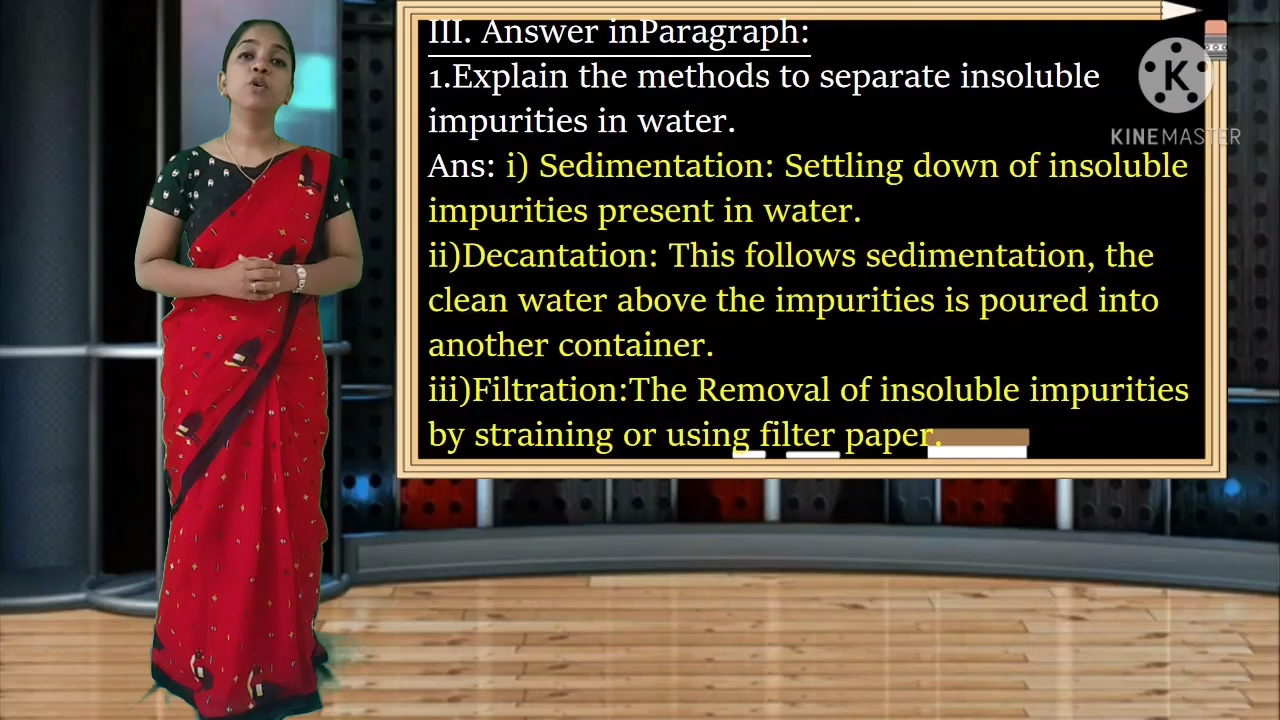 III. Answer inParagraph:
1.Explain the methods to separate insoluble
impurities in water.
Ans: i) Sedimentation: Settling down of insoluble
impurities present in water.
ii)Decantation: This follows sedimentation, the
clean water above the impurities is poured into
another container.
iii)Filtration:The Removal of insoluble impurities
by straining or using filter paper.
K
KINEMASTER